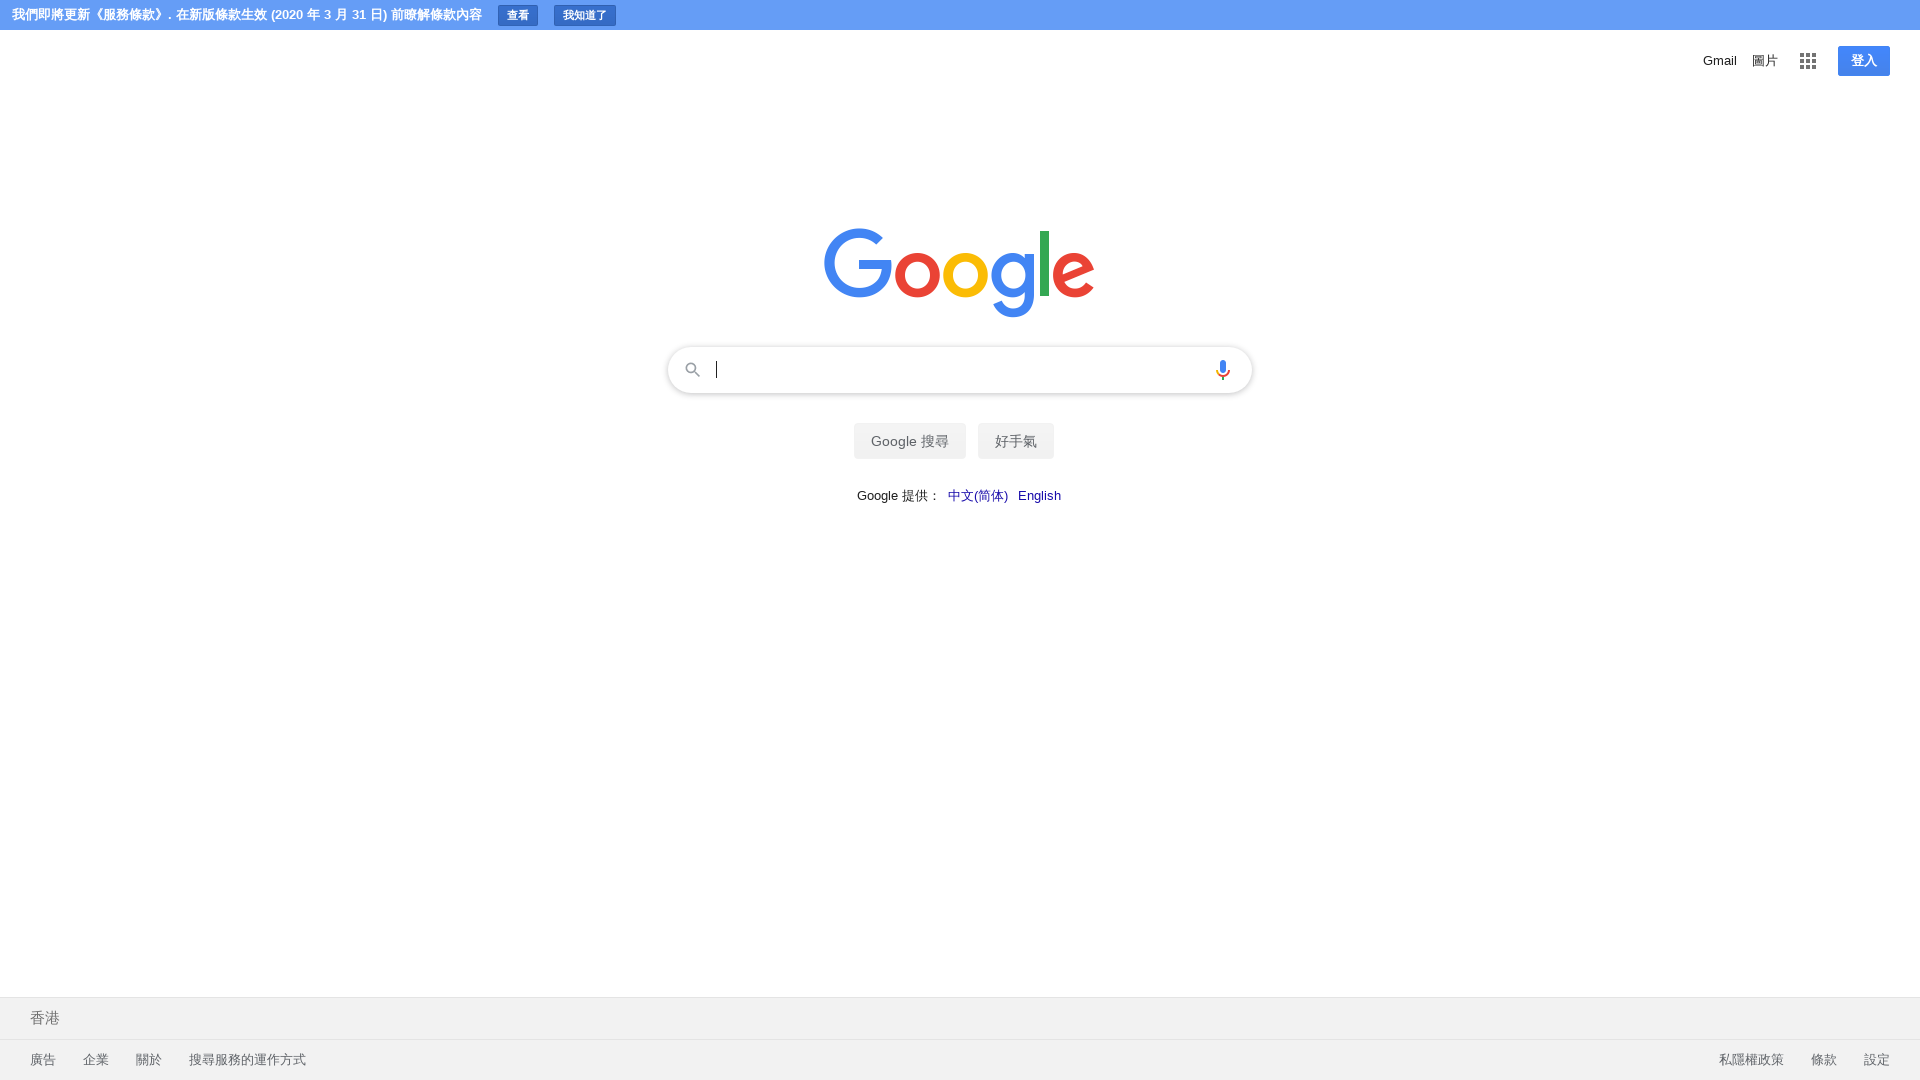 我們即將更新《服務條款》. 在新版條款生效 (2020 年 3 月 31 日) 前瞭解條款內容 查看 我知道了
Gmail 圖片 登入
Google
Google 搜尋 好手氣
Google 提供： 中文(简体) English
香港
廣告 企業 關於 搜尋服務的運作方式 私隱權政策 條款 設定